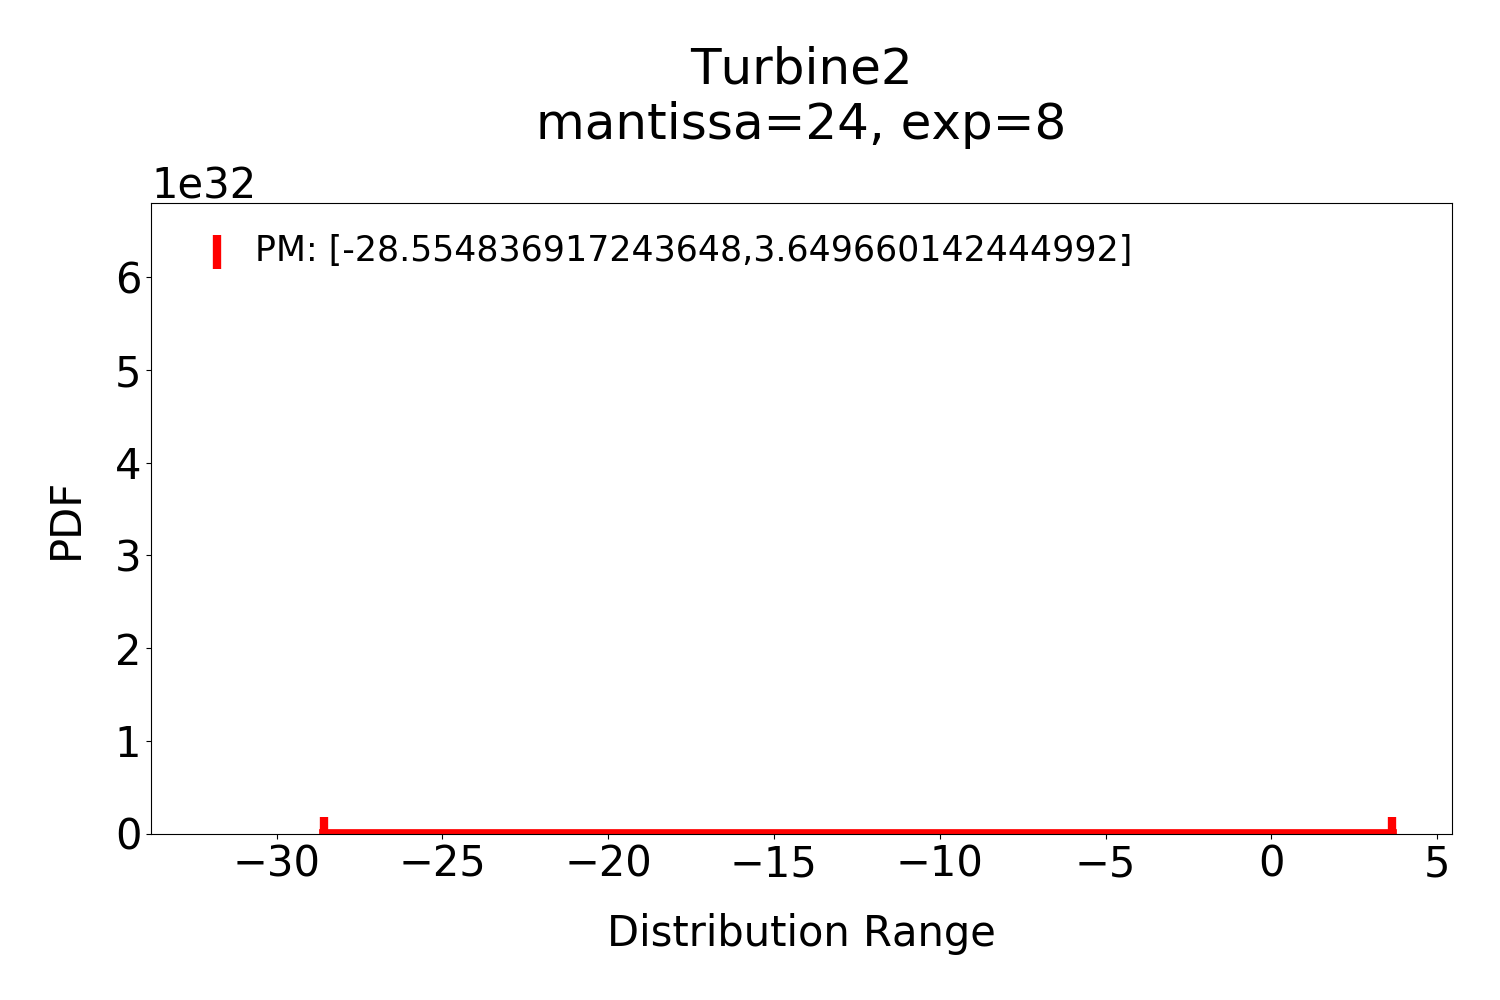 Turbine2
mantissa=24, exp=8
1e32
PM: [-28.554836917243648,3.649660142444992]
6
5
4
3
2
1
0
PDF
−30 −25 −20 −15 −10 −5 0 5
Distribution Range